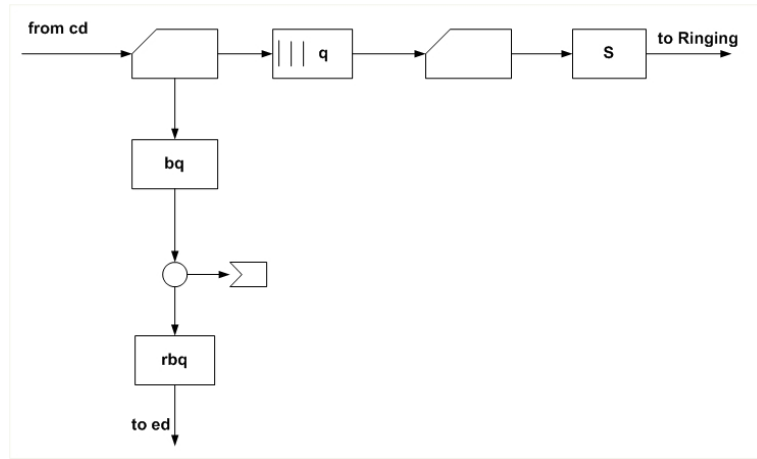 from cd
q
S
to Ringing
bq
rbq
to ed